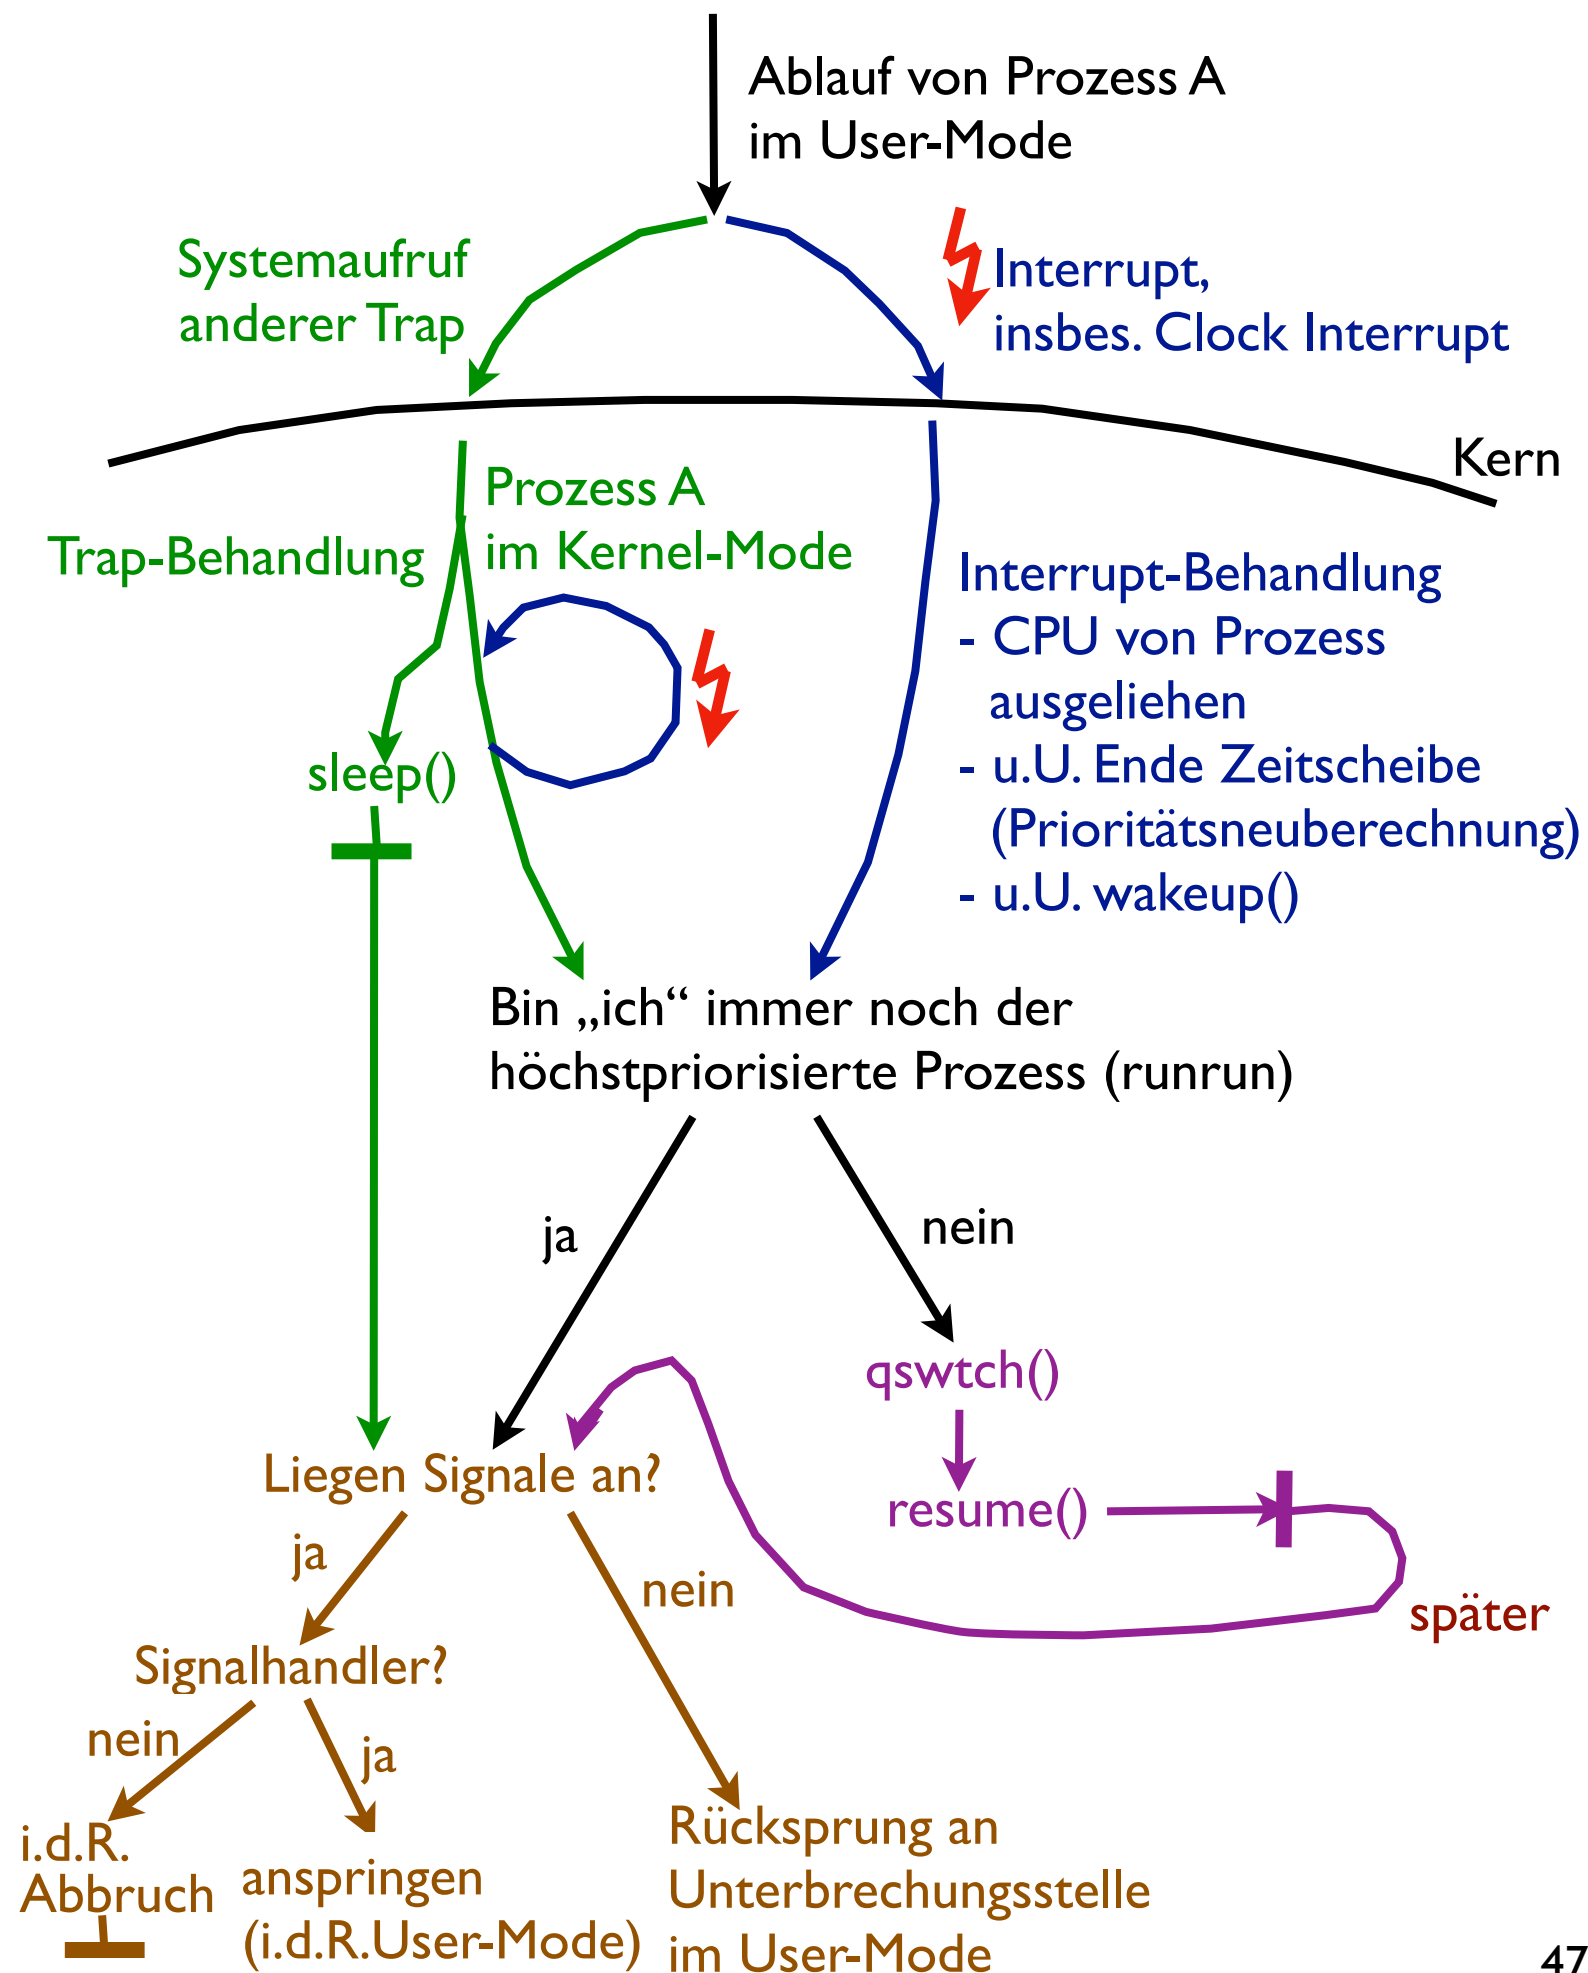 Ablauf von Prozess A
im User-Mode
Systemaufruf
anderer Trap
Interrupt,
insbes. Clock Interrupt
Kern
Prozess A
im Kernel-Mode
Trap-Behandlung
Interrupt-Behandlung
- CPU von Prozess
ausgeliehen
- u.U. Ende Zeitscheibe
(Prioritätsneuberechnung)
- u.U. wakeup()
sleep()
Bin „ich“ immer noch der
höchstpriorisierte Prozess (runrun)
ja
nein
qswtch()
resume()
später
Liegen Signale an?
ja
nein
Signalhandler?
nein
ja
i.d.R.
Abbruch
anspringen
(i.d.R.User-Mode)
Rücksprung an
Unterbrechungsstelle
im User-Mode
47